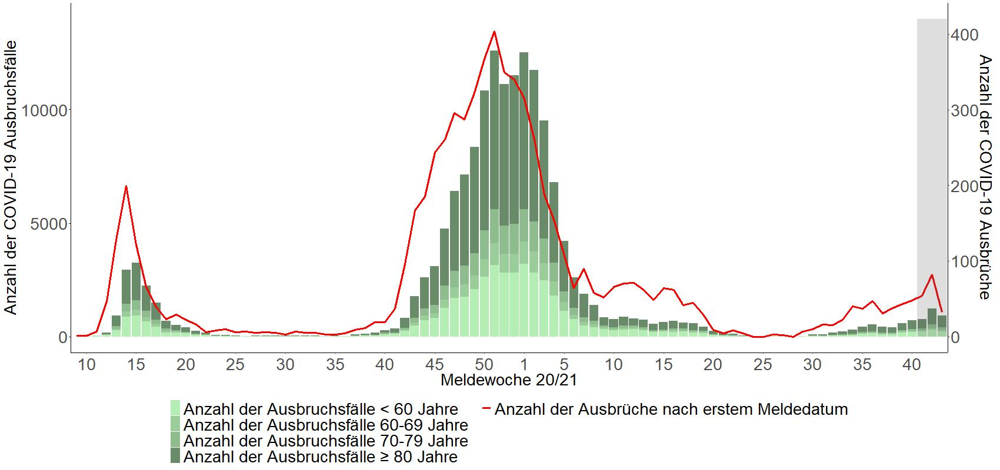 Anzahl der COVID-19 Ausbruchsfälle
10000
5000
0
400
300
200
100
0
Anzahl der COVID-19 Ausbrüche
10 15 20 25 30 35 40 45 50 1 5 10 15 20 25 30 35 40
Meldewoche 20/21
Anzahl der Ausbruchsfälle < 60 Jahre
Anzahl der Ausbruchsfälle 60-69 Jahre
Anzahl der Ausbruchsfälle 70-79 Jahre
Anzahl der Ausbruchsfälle ≥ 80 Jahre
Anzahl der Ausbrüche nach erstem Meldedatum